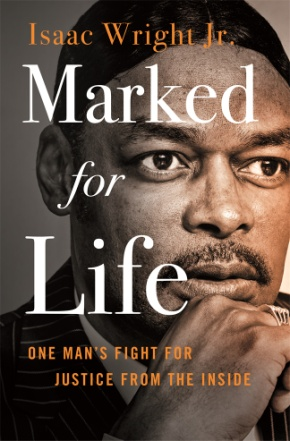 Isaac Wright Jr.
Marked
for
Life
ONE MAN'S FIGHT FOR
JUSTICE FROM THE INSIDE